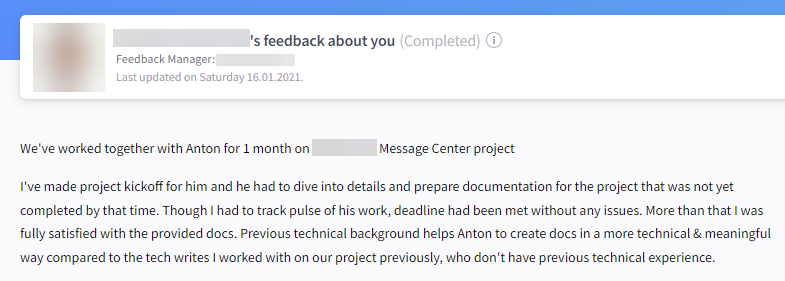 's feedback about you (Completed)
Feedback Manager:
Last updated on Saturday 16.01.2021.
We've worked together with Anton for 1 month on Message Center project
I've made project kickoff for him and he had to dive into details and prepare documentation for the project that was not yet
completed by that time. Though I had to track pulse of his work, deadline had been met without any issues. More than that I was
fully satisfied with the provided docs. Previous technical background helps Anton to create docs in a more technical & meaningful
way compared to the tech writes I worked with on our project previously, who don't have previous technical experience.